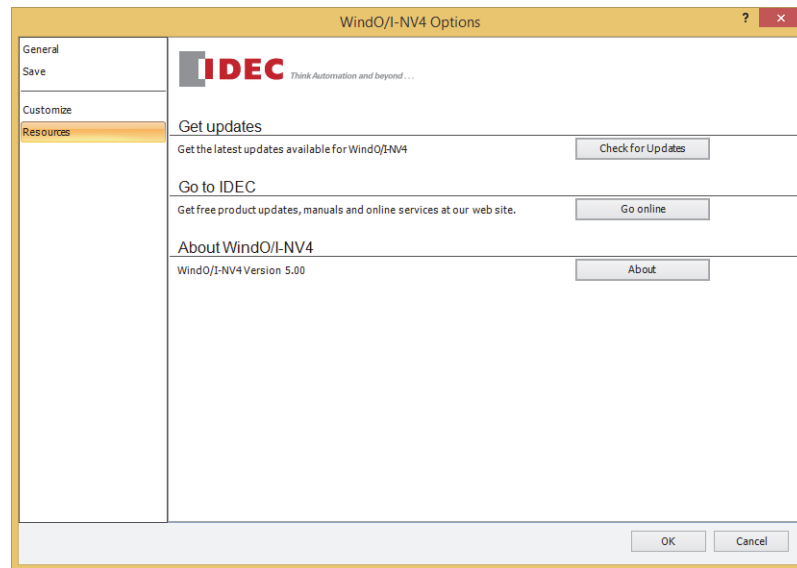 WindO/I-NV4 Options
?
General
Save
Customize
Resources
IDEC Think Automation and beyond . . .
Get updates
Get the latest updates available for WindO/I-NV4 Check for Updates
Go to IDEC
Get free product updates, manuals and online services at our web site. Go online
About WindO/I-NV4
WindO/I-NV4 Version 5.00 About
OK Cancel